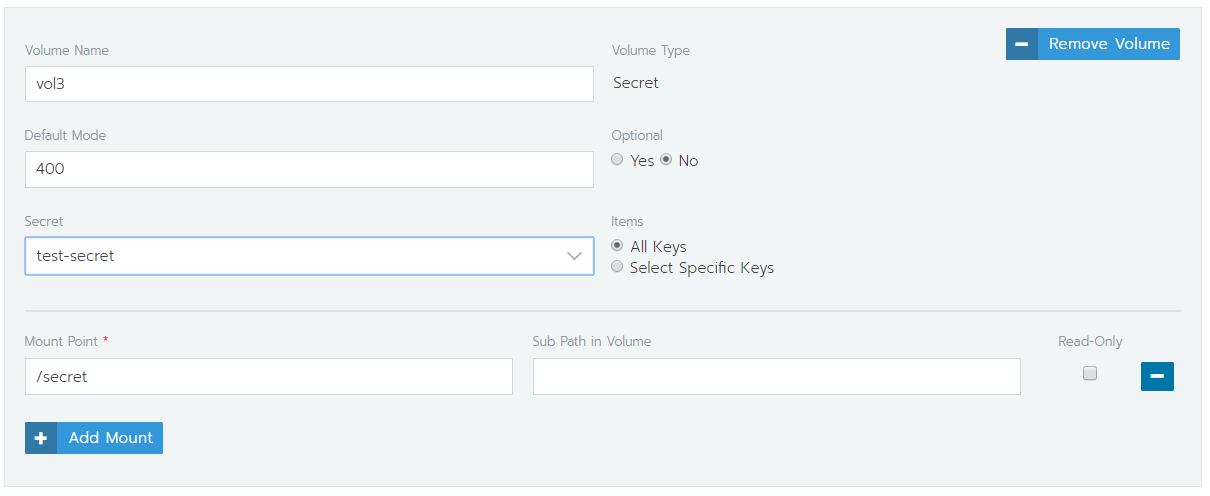 Volume Name
Volume Type
Remove Volume
vol3
Secret
Default Mode
Optional
400
Yes No
Secret
Items
test-secret
All Keys
Select Specific Keys
Mount Point *
Sub Path in Volume
Read-Only
/secret
Add Mount